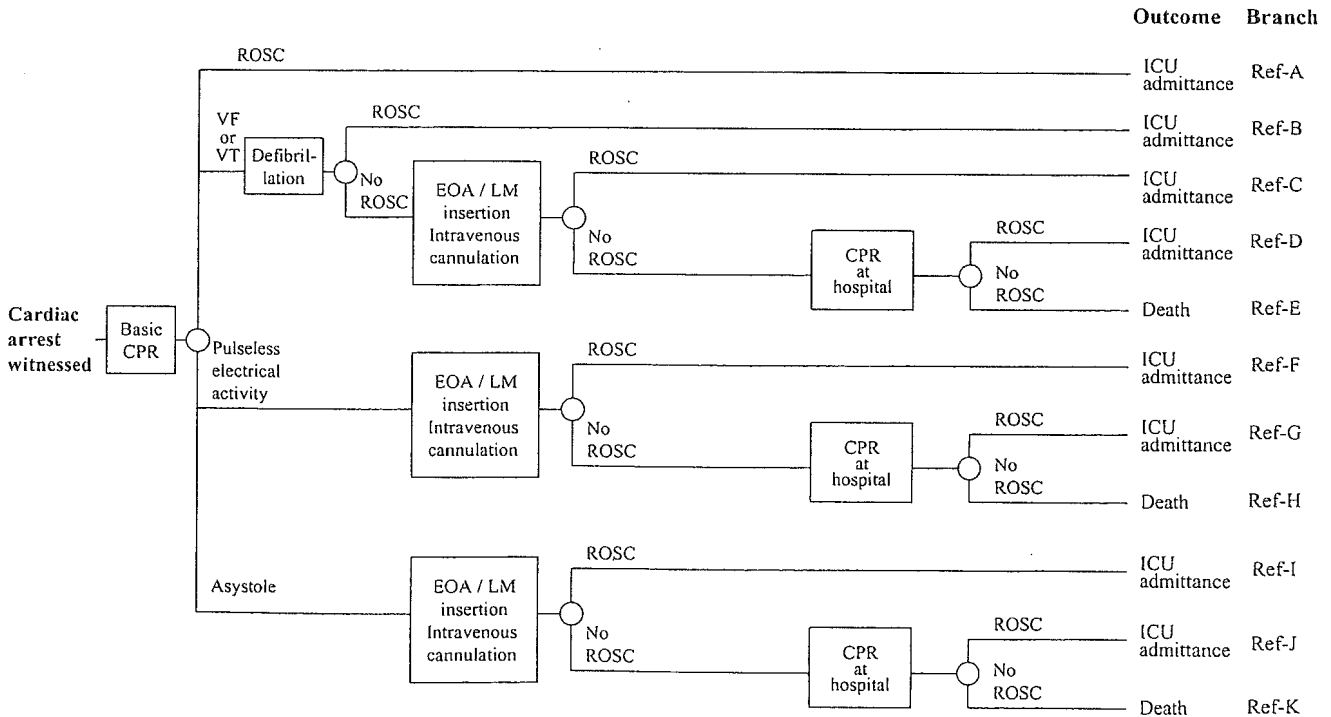 Outcome Branch
ROSC
ICU
admittance
Ref-A
VF
or
VT
Defibril-
lation
ROSC
ICU
admittance
Ref-B
No
ROSC
EOA / LM
insertion
Intravenous
cannulation
ROSC
ICU
admittance
Ref-C
No
ROSC
CPR
at
hospital
ROSC
ICU
admittance
Ref-D
No
ROSC
Death
Ref-E
Cardiac
arrest
witnessed
Basic
CPR
Pulseless
electrical
activity
EOA / LM
insertion
Intravenous
cannulation
ROSC
ICU
admittance
Ref-F
No
ROSC
CPR
at
hospital
ROSC
ICU
admittance
Ref-G
No
ROSC
Death
Ref-H
Asystole
EOA / LM
insertion
Intravenous
cannulation
ROSC
ICU
admittance
Ref-I
No
ROSC
CPR
at
hospital
ROSC
ICU
admittance
Ref-J
No
ROSC
Death
Ref-K